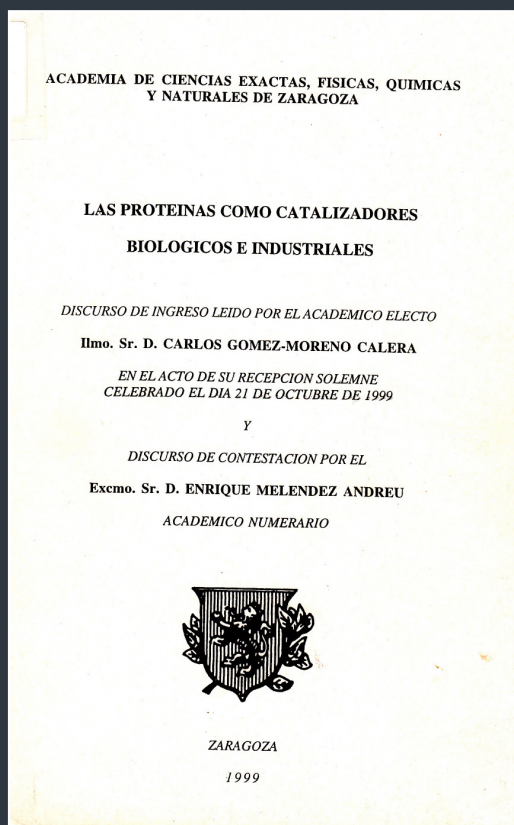 ACADEMIA DE CIENCIAS EXACTAS, FISICAS, QUIMICAS
Y NATURALES DE ZARAGOZA
LAS PROTEINAS COMO CATALIZADORES
BIOLOGICOS E INDUSTRIALES
DISCURSO DE INGRESO LEIDO POR EL ACADEMICO ELECTO
Ilmo. Sr. D. CARLOS GOMEZ-MORENO CALERA
EN EL ACTO DE SU RECEPCION SOLEMNE
CELEBRADO EL DIA 21 DE OCTUBRE DE 1999
Y
DISCURSO DE CONTESTACION POR EL
Excmo. Sr. D. ENRIQUE MELENDEZ ANDREU
ACADEMICO NUMERARIO
ZARAGOZA
1999